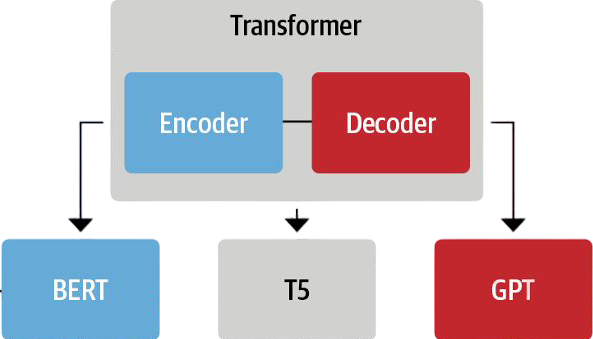 Transformer
Encoder
Decoder
BERT
T5
GPT